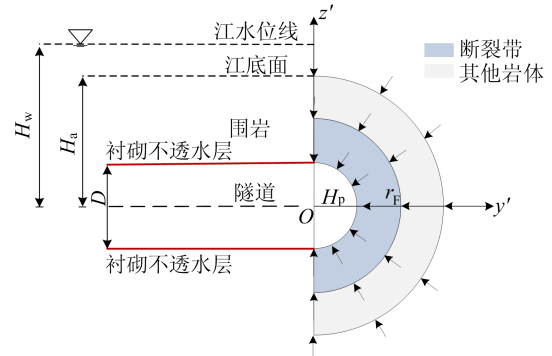 z′
江水位线
断裂带
江底面
其他岩体
H_w
H_a
围岩
衬砌不透水层
D
隧道
O
H_p
r_F
y′
衬砌不透水层